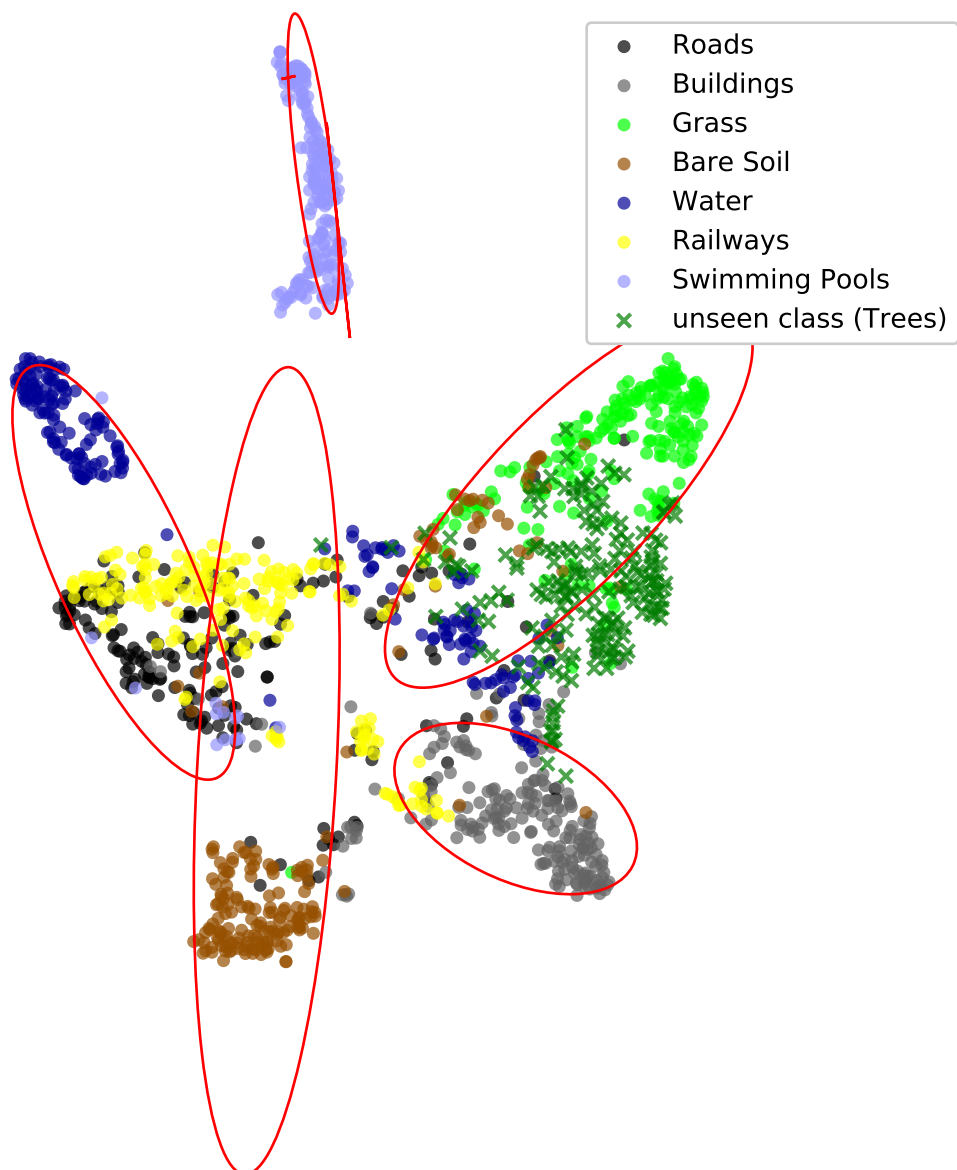 Roads
Buildings
Grass
Bare Soil
Water
Railways
Swimming Pools
unseen class (Trees)